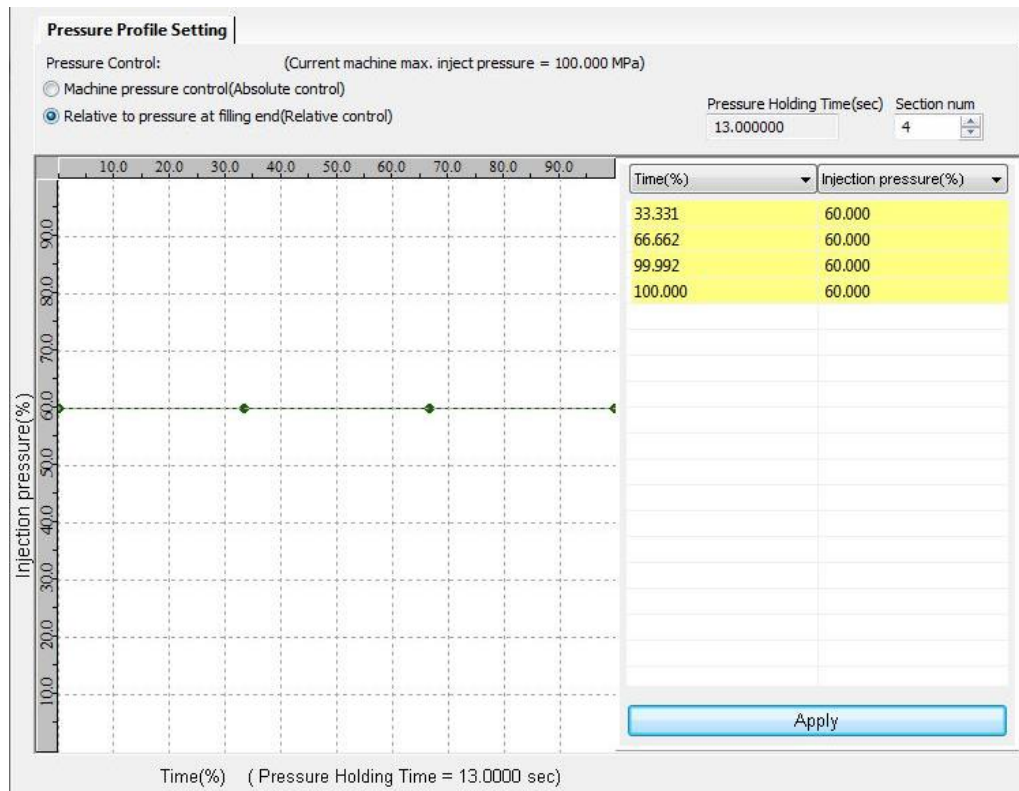 Pressure Profile Setting
Pressure Control: (Current machine max. inject pressure = 100.000 MPa)
Machine pressure control(Absolute control)
Relative to pressure at filling end(Relative control)
Pressure Holding Time(sec) Section num
13.000000 4
10.0 20.0 30.0 40.0 50.0 60.0 70.0 80.0 90.0
Time(%) Injection pressure(%)
33.331 60.000
66.662 60.000
99.992 60.000
100.000 60.000
90.0
80.0
70.0
60.0
50.0
40.0
30.0
20.0
10.0
Injection pressure(%)
Apply
Time(%) ( Pressure Holding Time = 13.0000 sec)